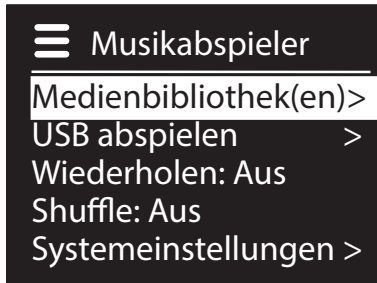 Musikabspieler
Medienbibliothek(en)>
USB abspielen >
Wiederholen: Aus
Shuffle: Aus
Systemeinstellungen >